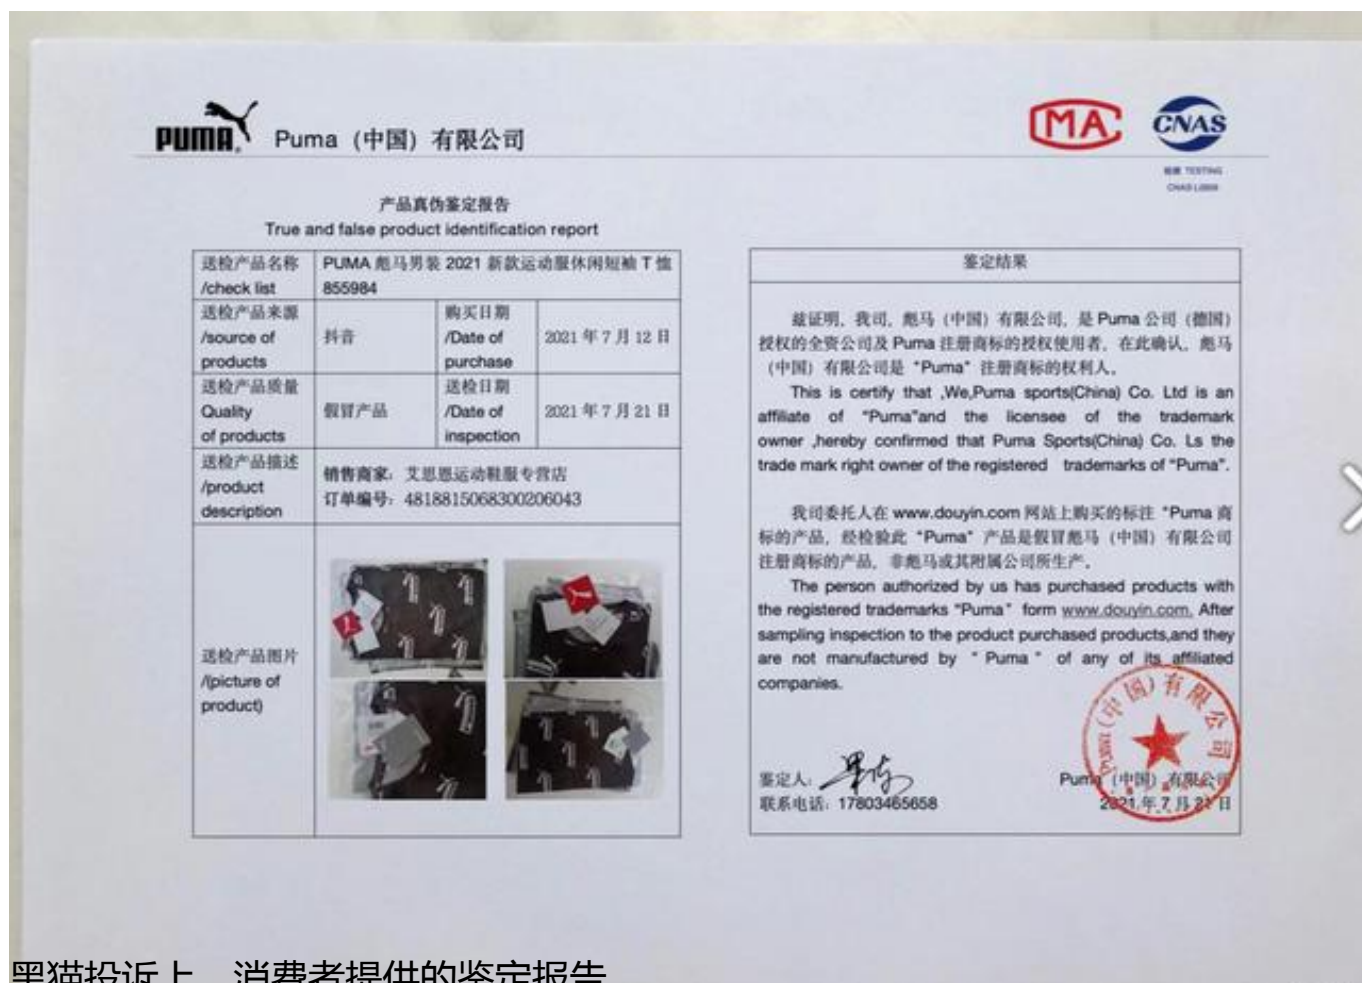 PUMA Puma（中国）有限公司
MA CNAS
TESTING
产品真伪鉴定报告
True and false product identification report
送检产品名称 PUMA 彪马男装 2021 新款运动服休闲短袖 T 恤
/check list 855984
送检产品来源 购买日期
/source of 抖音 /Date of 2021 年 7 月 12 日
products purchase
送检产品质量 送检日期
Quality 假冒产品 /Date of 2021 年 7 月 21 日
of products inspection
送检产品描述
/product
description
销售商家：艾思恩运动鞋服专营店
订单编号：4818815068300206043
送检产品图片
/(picture of
product)
鉴定结果
兹证明，我司，彪马（中国）有限公司，是 Puma 公司（德国）
授权的全资公司及 Puma 注册商标的授权使用者，在此确认，彪马
（中国）有限公司是“Puma”注册商标的权利人。
This is certify that ,We,Puma sports(China) Co. Ltd is an
affiliate of “Puma”and the licensee of the trademark
owner ,hereby confirmed that Puma Sports(China) Co. Ls the
trade mark right owner of the registered trademarks of “Puma”.
我司委托人在 www.douyin.com 网站上购买的标注“Puma 商
标的产品，经检验此“Puma”产品是假冒彪马（中国）有限公司
注册商标的产品，非彪马或其附属公司所生产。
The person authorized by us has purchased products with
the registered trademarks “Puma” form www.douyin.com, After
sampling inspection to the product purchased products,and they
are not manufactured by “ Puma ” of any of its affiliated
companies.
鉴定人：
联系电话：17803465658
Puma（中国）有限公司
2021 年 7 月 21 日
黑猫投诉上，消费者提供的鉴定报告